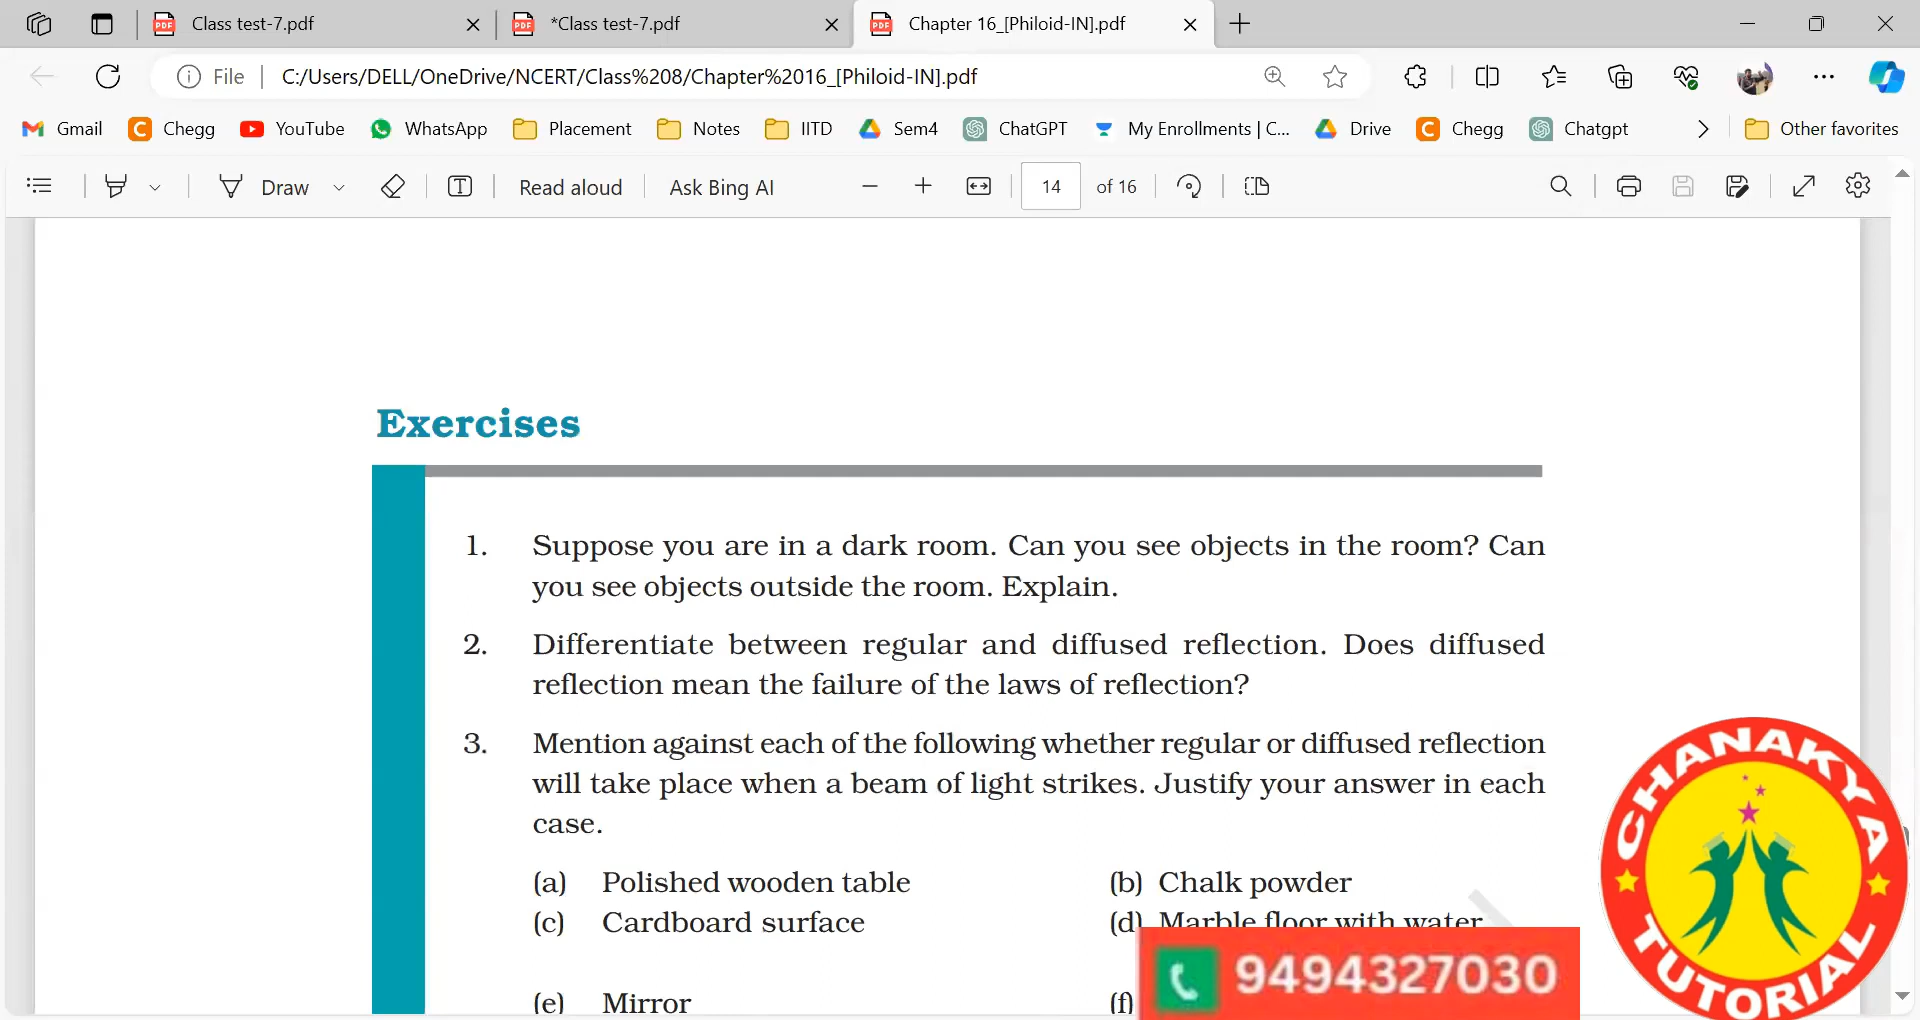 Class test-7.pdf
*Class test-7.pdf
Chapter 16_[Philoid-IN].pdf
File
C:/Users/DELL/OneDrive/NCERT/Class%208/Chapter%2016_[Philoid-IN].pdf
Gmail
Chegg
YouTube
WhatsApp
Placement
Notes
IITD
Sem4
ChatGPT
My Enrollments | C...
Drive
Chegg
Chatgpt
Other favorites
Draw
Read aloud
Ask Bing AI
14 of 16
Exercises
1. Suppose you are in a dark room. Can you see objects in the room? Can
you see objects outside the room. Explain.
2. Differentiate between regular and diffused reflection. Does diffused
reflection mean the failure of the laws of reflection?
3. Mention against each of the following whether regular or diffused reflection
will take place when a beam of light strikes. Justify your answer in each
case.
(a) Polished wooden table (b) Chalk powder
(c) Cardboard surface (d) Marble floor with water
(e) Mirror (f)
9494327030
CHANAKYA
TUTORIAL